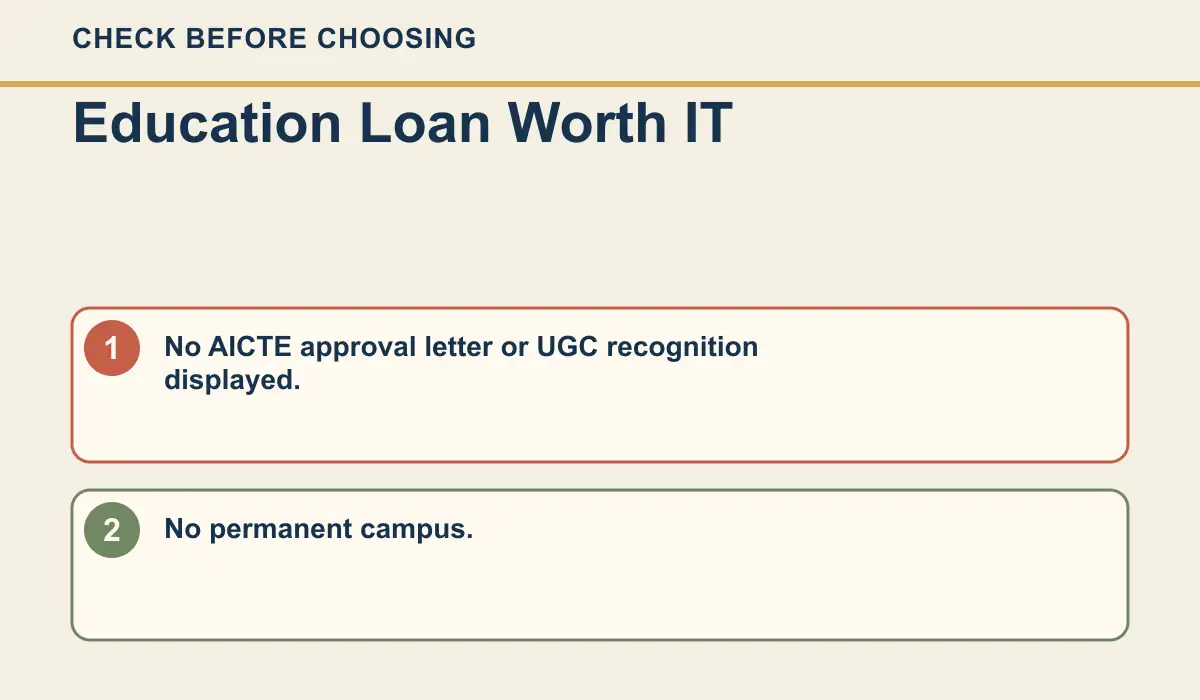 CHECK BEFORE CHOOSING
Education Loan Worth IT
1
No AICTE approval letter or UGC recognition
displayed.
2
No permanent campus.